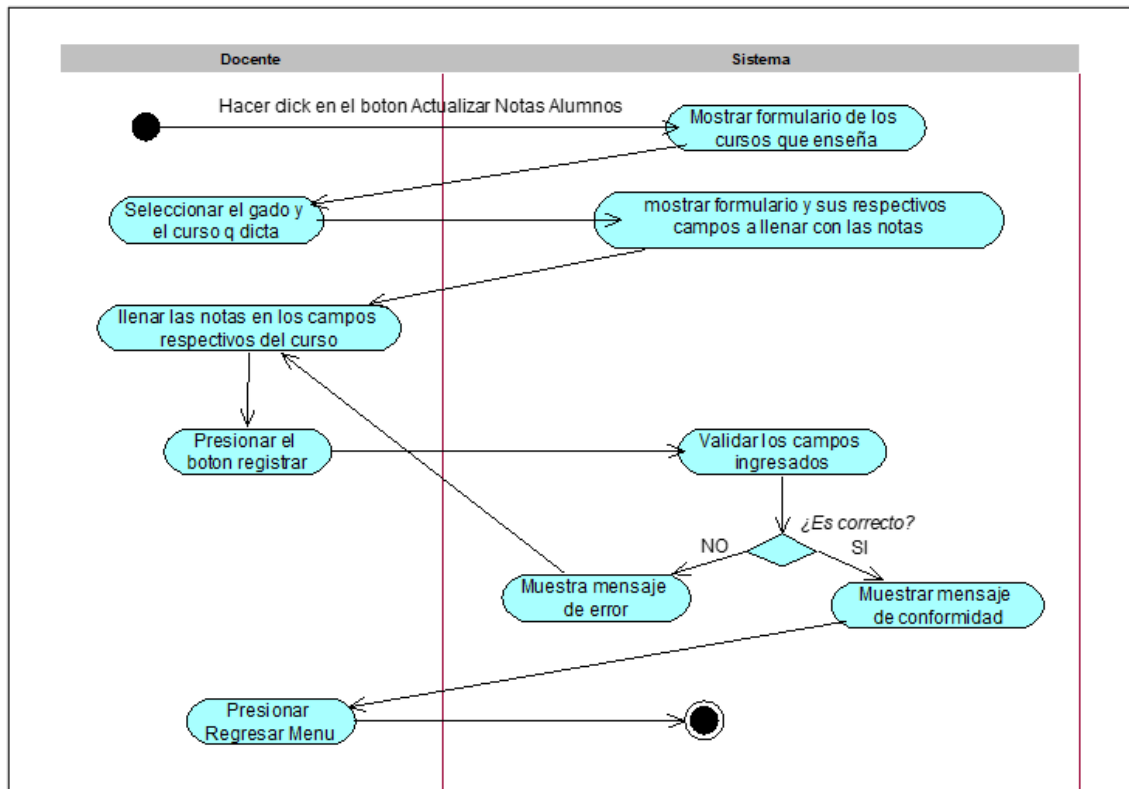 Docente
Sistema
Hacer click en el boton Actualizar Notas Alumnos
Mostrar formulario de los
cursos que enseña
Seleccionar el gado y
el curso q dicta
mostrar formulario y sus respectivos
campos a llenar con las notas
llenar las notas en los campos
respectivos del curso
Presionar el
boton registrar
Validar los campos
ingresados
¿Es correcto?
NO
SI
Muestra mensaje
de error
Muestrar mensaje
de conformidad
Presionar
Regresar Menu